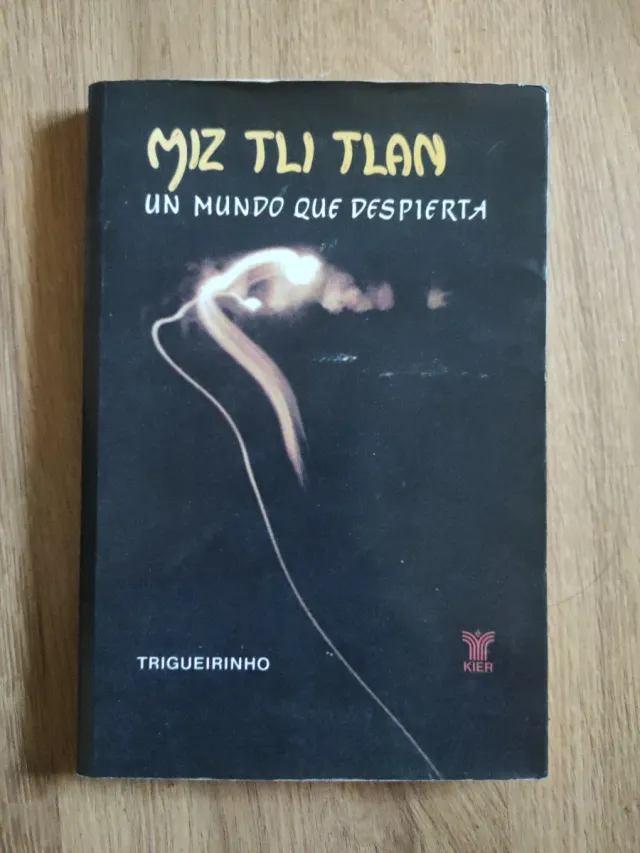 MIZ TLI TLAN
UN MUNDO QUE DESPIERTA
TRIGUEIRINHO
KIER